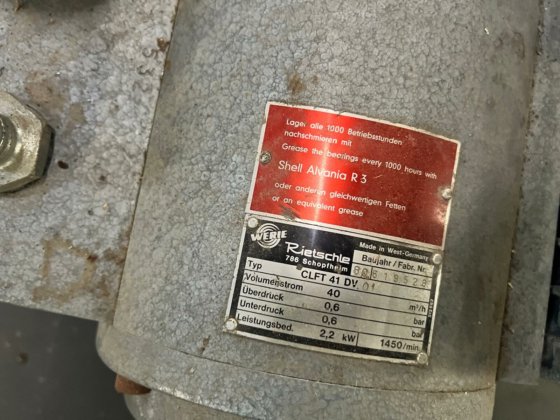 Lager alle 1000 Betriebsstunden
nachschmieren mit
Grease the bearings every 1000 hours with
Shell Alvania R 3
oder anderen gleichwertigen Fetten
or an equivalent grease
WERIE
Rietschle
786 Schopfheim
Made in West-Germany
Baujahr / Fabr. Nr.
Typ CLFT 41 DV
Volumenstrom 40 m³/h
Überdruck 0,6 bar
Unterdruck 0,6 bar
Leistungsbed. 2,2 kW 1450/min.